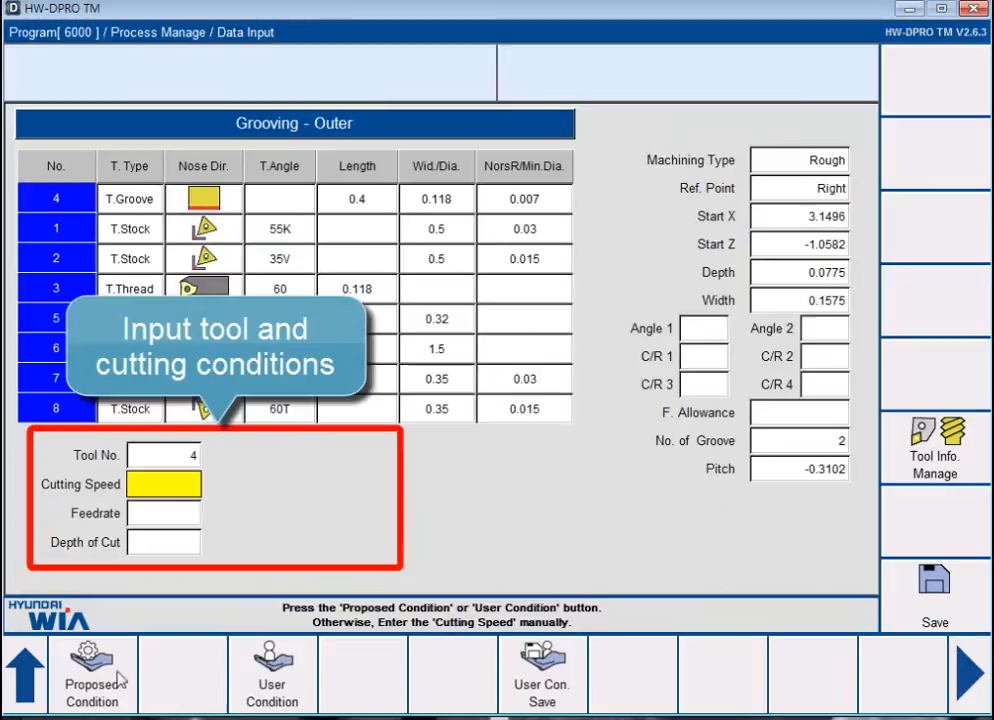 HW-DPRO TM
Program[ 6000 ] / Process Manage / Data Input
HW-DPRO TM V2.6.3
Grooving - Outer
No. T. Type Nose Dir. T.Angle Length Wid./Dia. NorsR/Min.Dia.
4 T.Groove 0.4 0.118 0.007
1 T.Stock 55K 0.5 0.03
2 T.Stock 35V 0.5 0.015
3 T.Thread 60 0.118
5 0.32
6 1.5
7 0.35 0.03
8 T.Stock 60T 0.35 0.015
Input tool and
cutting conditions
Tool No. 4
Cutting Speed
Feedrate
Depth of Cut
Machining Type Rough
Ref. Point Right
Start X 3.1496
Start Z -1.0582
Depth 0.0775
Width 0.1575
Angle 1 Angle 2
C/R 1 C/R 2
C/R 3 C/R 4
F. Allowance
No. of Groove 2
Pitch -0.3102
Tool Info.
Manage
Save
HYUNDAI
WIA
Press the 'Proposed Condition' or 'User Condition' button.
Otherwise, Enter the 'Cutting Speed' manually.
Proposed
Condition
User
Condition
User Con.
Save